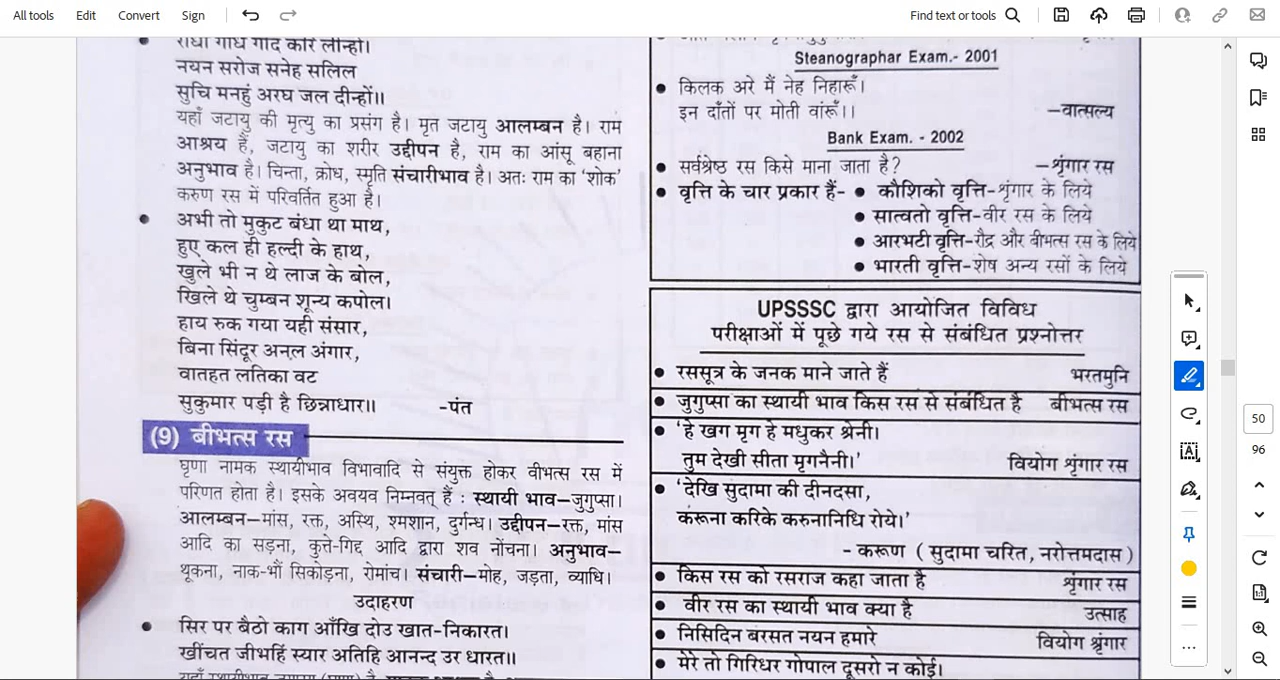 All tools Edit Convert Sign Find text or tools
राधौ गोध गोद करि लीन्हो।
नयन सरोज सनेह सलिल
सुचि मनहुं अरघ जल दीन्हों॥
यहाँ जटायु की मृत्यु का प्रसंग है। मृत जटायु आलम्बन है। राम
आश्रय हैं, जटायु का शरीर उद्दीपन है, राम का आंसू बहाना
अनुभाव है। चिन्ता, क्रोध, स्मृति संचारीभाव है। अतः राम का ‘शोक’
करुण रस में परिवर्तित हुआ है।
अभी तो मुकुट बंधा था माथ,
हुए कल ही हल्दी के हाथ,
खुले भी न थे लाज के बोल,
खिले थे चुम्बन शून्य कपोल।
हाय रुक गया यही संसार,
बिना सिंदूर अनल अंगार,
वातहत लतिका वट
सुकुमार पड़ी है छिन्नाधार॥ -पंत
(9) बीभत्स रस
घृणा नामक स्थायीभाव विभावादि से संयुक्त होकर वीभत्स रस में
परिणत होता है। इसके अवयव निम्नवत् हैं : स्थायी भाव–जुगुप्सा।
आलम्बन–मांस, रक्त, अस्थि, श्मशान, दुर्गन्ध। उद्दीपन–रक्त, मांस
आदि का सड़ना, कुत्ते-गिद्द आदि द्वारा शव नोंचना। अनुभाव–
थूकना, नाक-भौं सिकोड़ना, रोमांच। संचारी–मोह, जड़ता, व्याधि।
उदाहरण
सिर पर बैठो काग आँखि दोउ खात-निकारत।
खींचत जीभहिं स्यार अतिहि आनन्द उर धारत॥
Steanographar Exam.- 2001
किलक अरे मैं नेह निहारूँ।
इन दाँतों पर मोती वांरूँ।। –वात्सल्य
Bank Exam. - 2002
सर्वश्रेष्ठ रस किसे माना जाता है? –शृंगार रस
वृत्ति के चार प्रकार हैं- • कौशिको वृत्ति–शृंगार के लिये
• सात्वतो वृत्ति–वीर रस के लिये
• आरभटी वृत्ति–रौद्र और बीभत्स रस के लिये
• भारती वृत्ति–शेष अन्य रसों के लिये
UPSSSC द्वारा आयोजित विविध
परीक्षाओं में पूछे गये रस से संबंधित प्रश्नोत्तर
रससूत्र के जनक माने जाते हैं भरतमुनि
जुगुप्सा का स्थायी भाव किस रस से संबंधित है बीभत्स रस
‘हे खग मृग हे मधुकर श्रेनी।
तुम देखी सीता मृगनैनी।’ वियोग शृंगार रस
‘देखि सुदामा की दीनदसा,
करूना करिके करुनानिधि रोये।’
- करूण ( सुदामा चरित, नरोत्तमदास )
किस रस को रसराज कहा जाता है शृंगार रस
वीर रस का स्थायी भाव क्या है उत्साह
निसिदिन बरसत नयन हमारे वियोग श्रृंगार
मेरे तो गिरिधर गोपाल दूसरो न कोई।
50
96